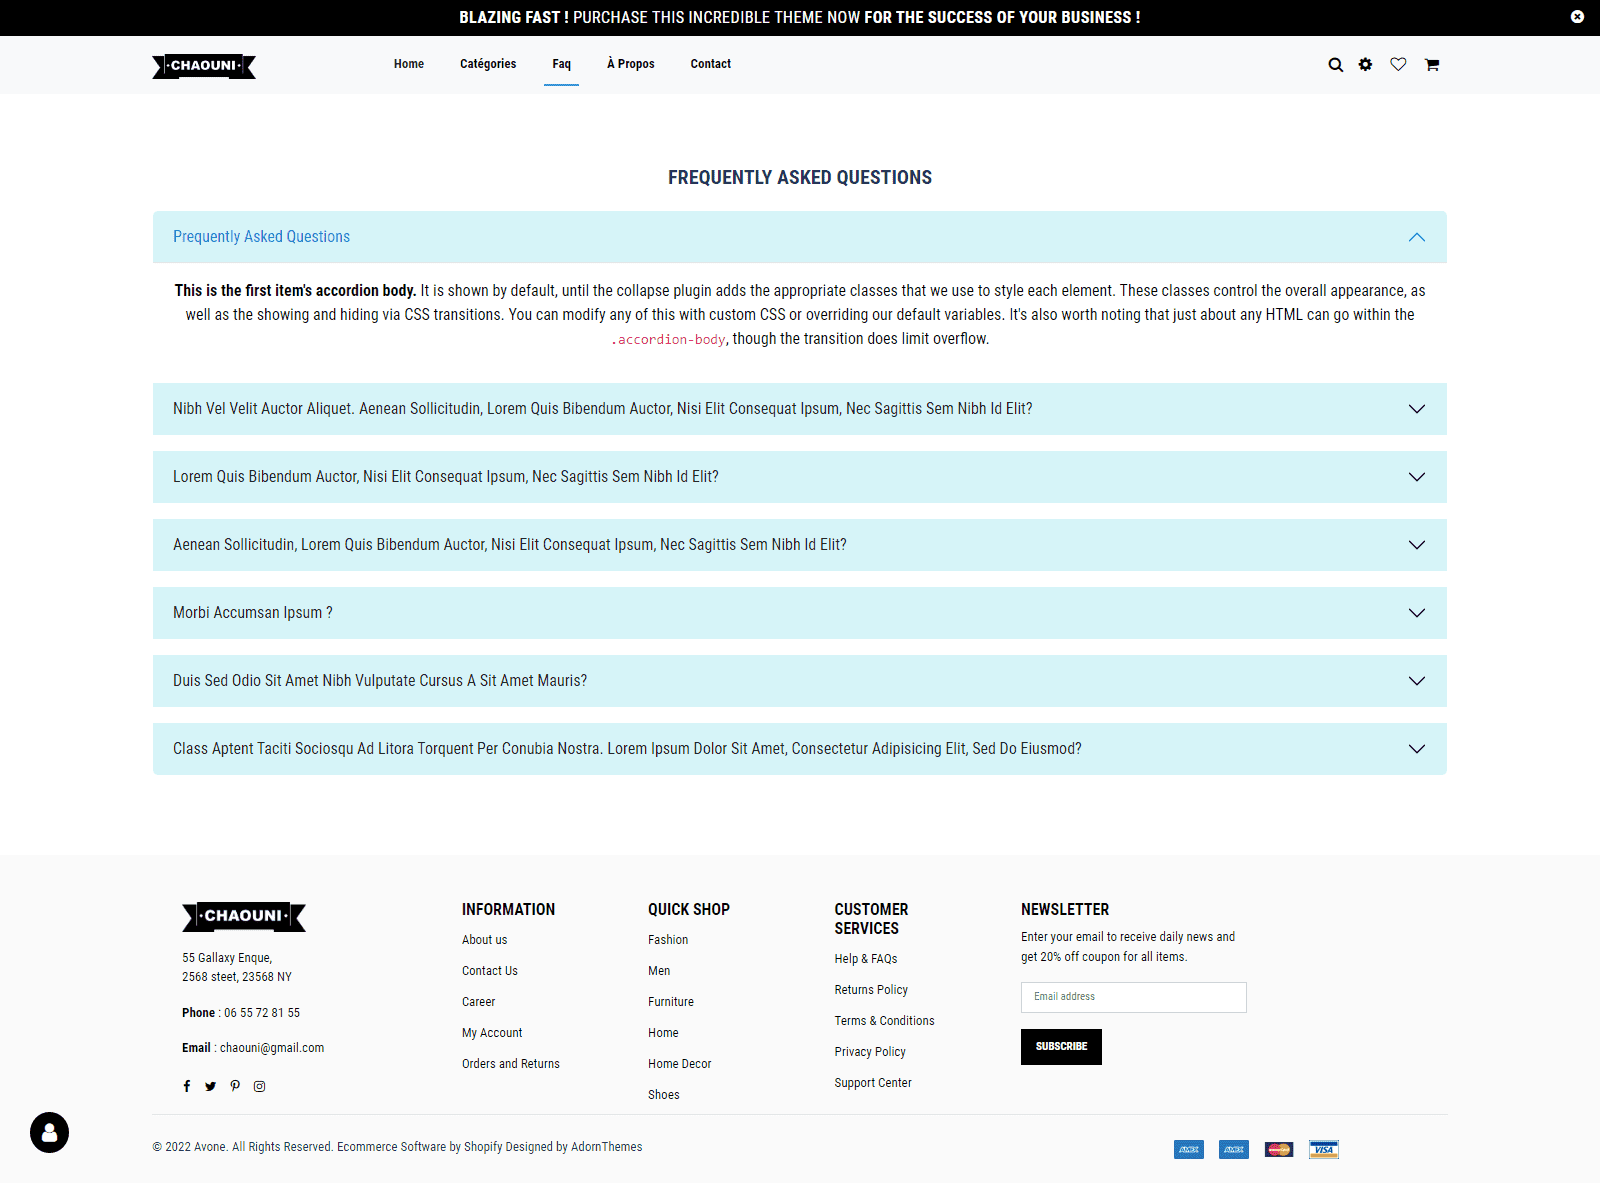 BLAZING FAST ! PURCHASE THIS INCREDIBLE THEME NOW FOR THE SUCCESS OF YOUR BUSINESS !
CHAOUNI
Home
Catégories
Faq
À Propos
Contact
FREQUENTLY ASKED QUESTIONS
Prequently Asked Questions
This is the first item's accordion body. It is shown by default, until the collapse plugin adds the appropriate classes that we use to style each element. These classes control the overall appearance, as
well as the showing and hiding via CSS transitions. You can modify any of this with custom CSS or overriding our default variables. It's also worth noting that just about any HTML can go within the
.accordion-body, though the transition does limit overflow.
Nibh Vel Velit Auctor Aliquet. Aenean Sollicitudin, Lorem Quis Bibendum Auctor, Nisi Elit Consequat Ipsum, Nec Sagittis Sem Nibh Id Elit?
Lorem Quis Bibendum Auctor, Nisi Elit Consequat Ipsum, Nec Sagittis Sem Nibh Id Elit?
Aenean Sollicitudin, Lorem Quis Bibendum Auctor, Nisi Elit Consequat Ipsum, Nec Sagittis Sem Nibh Id Elit?
Morbi Accumsan Ipsum ?
Duis Sed Odio Sit Amet Nibh Vulputate Cursus A Sit Amet Mauris?
Class Aptent Taciti Sociosqu Ad Litora Torquent Per Conubia Nostra. Lorem Ipsum Dolor Sit Amet, Consectetur Adipisicing Elit, Sed Do Eiusmod?
CHAOUNI
55 Gallaxy Enque,
2568 steet, 23568 NY
Phone : 06 55 72 81 55
Email : chaouni@gmail.com
INFORMATION
About us
Contact Us
Career
My Account
Orders and Returns
QUICK SHOP
Fashion
Men
Furniture
Home
Home Decor
Shoes
CUSTOMER
SERVICES
Help & FAQs
Returns Policy
Terms & Conditions
Privacy Policy
Support Center
NEWSLETTER
Enter your email to receive daily news and
get 20% off coupon for all items.
Email address
SUBSCRIBE
© 2022 Avone. All Rights Reserved. Ecommerce Software by Shopify Designed by AdornThemes
AMEX
AMEX
VISA